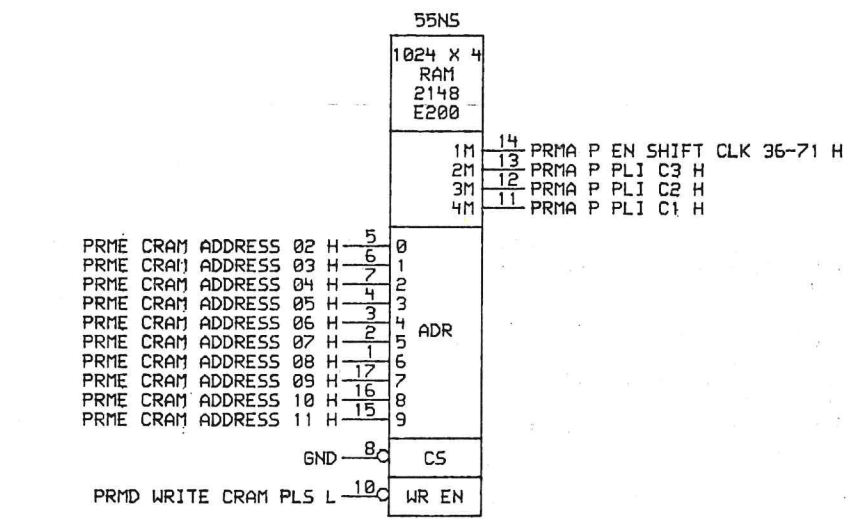 55NS
1024 X 4
RAM
2148
E200
1M 14 PRMA P EN SHIFT CLK 36-71 H
2M 13 PRMA P PLI C3 H
3M 12 PRMA P PLI C2 H
4M 11 PRMA P PLI C1 H
PRME CRAM ADDRESS 02 H 5 0
PRME CRAM ADDRESS 03 H 6 1
PRME CRAM ADDRESS 04 H 7 2
PRME CRAM ADDRESS 05 H 4 3
PRME CRAM ADDRESS 06 H 3 4
ADR
PRME CRAM ADDRESS 07 H 2 5
PRME CRAM ADDRESS 08 H 1 6
PRME CRAM ADDRESS 09 H 17 7
PRME CRAM ADDRESS 10 H 16 8
PRME CRAM ADDRESS 11 H 15 9
GND 8 CS
PRMD WRITE CRAM PLS L 10 WR EN